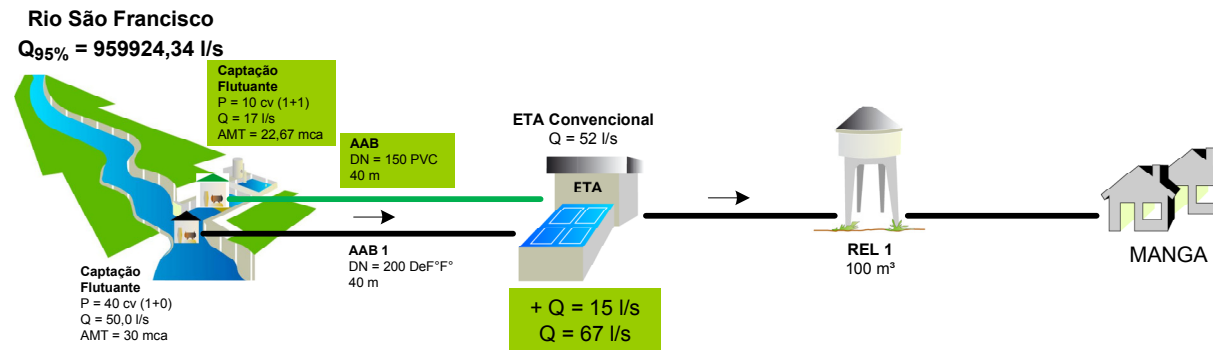 Rio São Francisco
Q95% = 959924,34 l/s
Captação
Flutuante
P = 10 cv (1+1)
Q = 17 l/s
AMT = 22,67 mca
AAB
DN = 150 PVC
40 m
ETA Convencional
Q = 52 l/s
ETA
AAB 1
DN = 200 DeF°F°
40 m
Captação
Flutuante
P = 40 cv (1+0)
Q = 50,0 l/s
AMT = 30 mca
+ Q = 15 l/s
Q = 67 l/s
REL 1
100 m³
MANGA